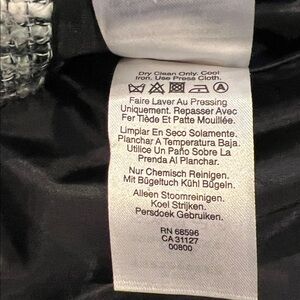 Dry Clean Only. Cool
Iron. Use Press Cloth.
Faire Laver Au Pressing
Uniquement. Repasser Avec
Fer Tiède Et Patte Mouillée.
Limpiar En Seco Solamente.
Planchar A Temperatura Baja.
Utilice Un Paño Sobre La
Prenda Al Planchar.
Nur Chemisch Reinigen.
Mit Bügeltuch Kühl Bügeln.
Alleen Stoomreinigen.
Koel Strijken.
Persdoek Gebruiken.
RN 68596
CA 31127
00800